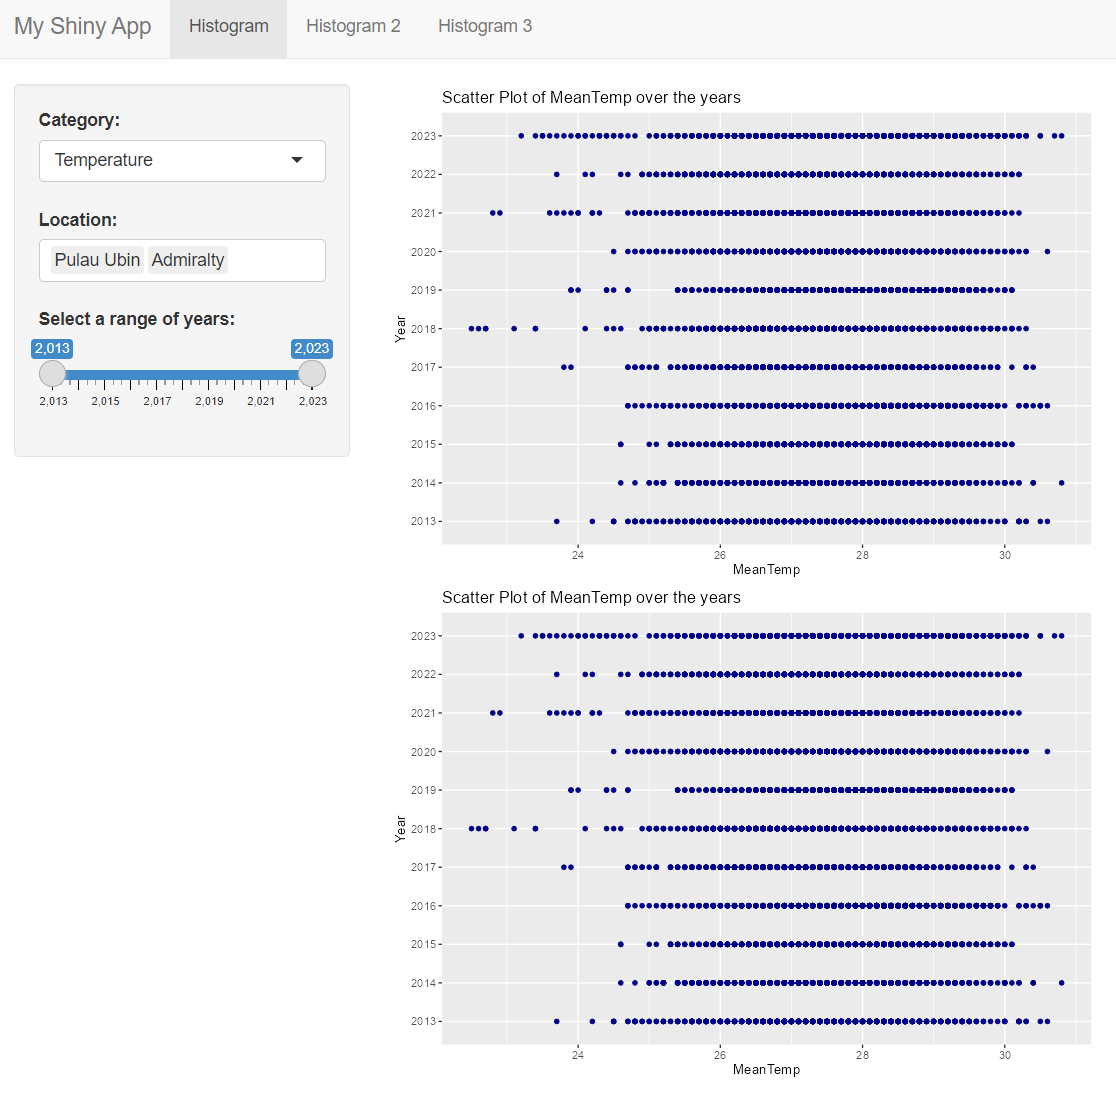 My Shiny App Histogram Histogram 2 Histogram 3
Category:
Temperature
Location:
Pulau Ubin Admiralty
Select a range of years:
2,013 2,023
2,013 2,015 2,017 2,019 2,021 2,023
Scatter Plot of MeanTemp over the years
2023
2022
2021
2020
2019
2018
2017
2016
2015
2014
2013
Year
24 26 28 30
MeanTemp
Scatter Plot of MeanTemp over the years
2023
2022
2021
2020
2019
2018
2017
2016
2015
2014
2013
Year
24 26 28 30
MeanTemp